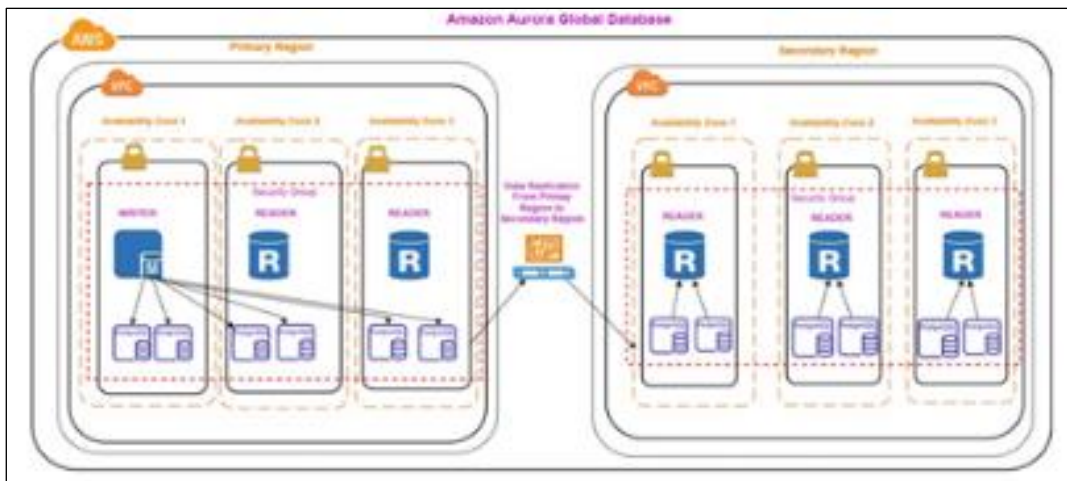 Amazon Aurora Global Database
AWS
Primary Region
Secondary Region
VPC
VPC
Availability Zone 1
Availability Zone 2
Availability Zone 3
Availability Zone 1
Availability Zone 2
Availability Zone 3
Data Replication
From Primary
Region to
Secondary Region
Security Group
WRITER
READER
READER
M
R
R
Security Group
READER
READER
READER
R
R
R